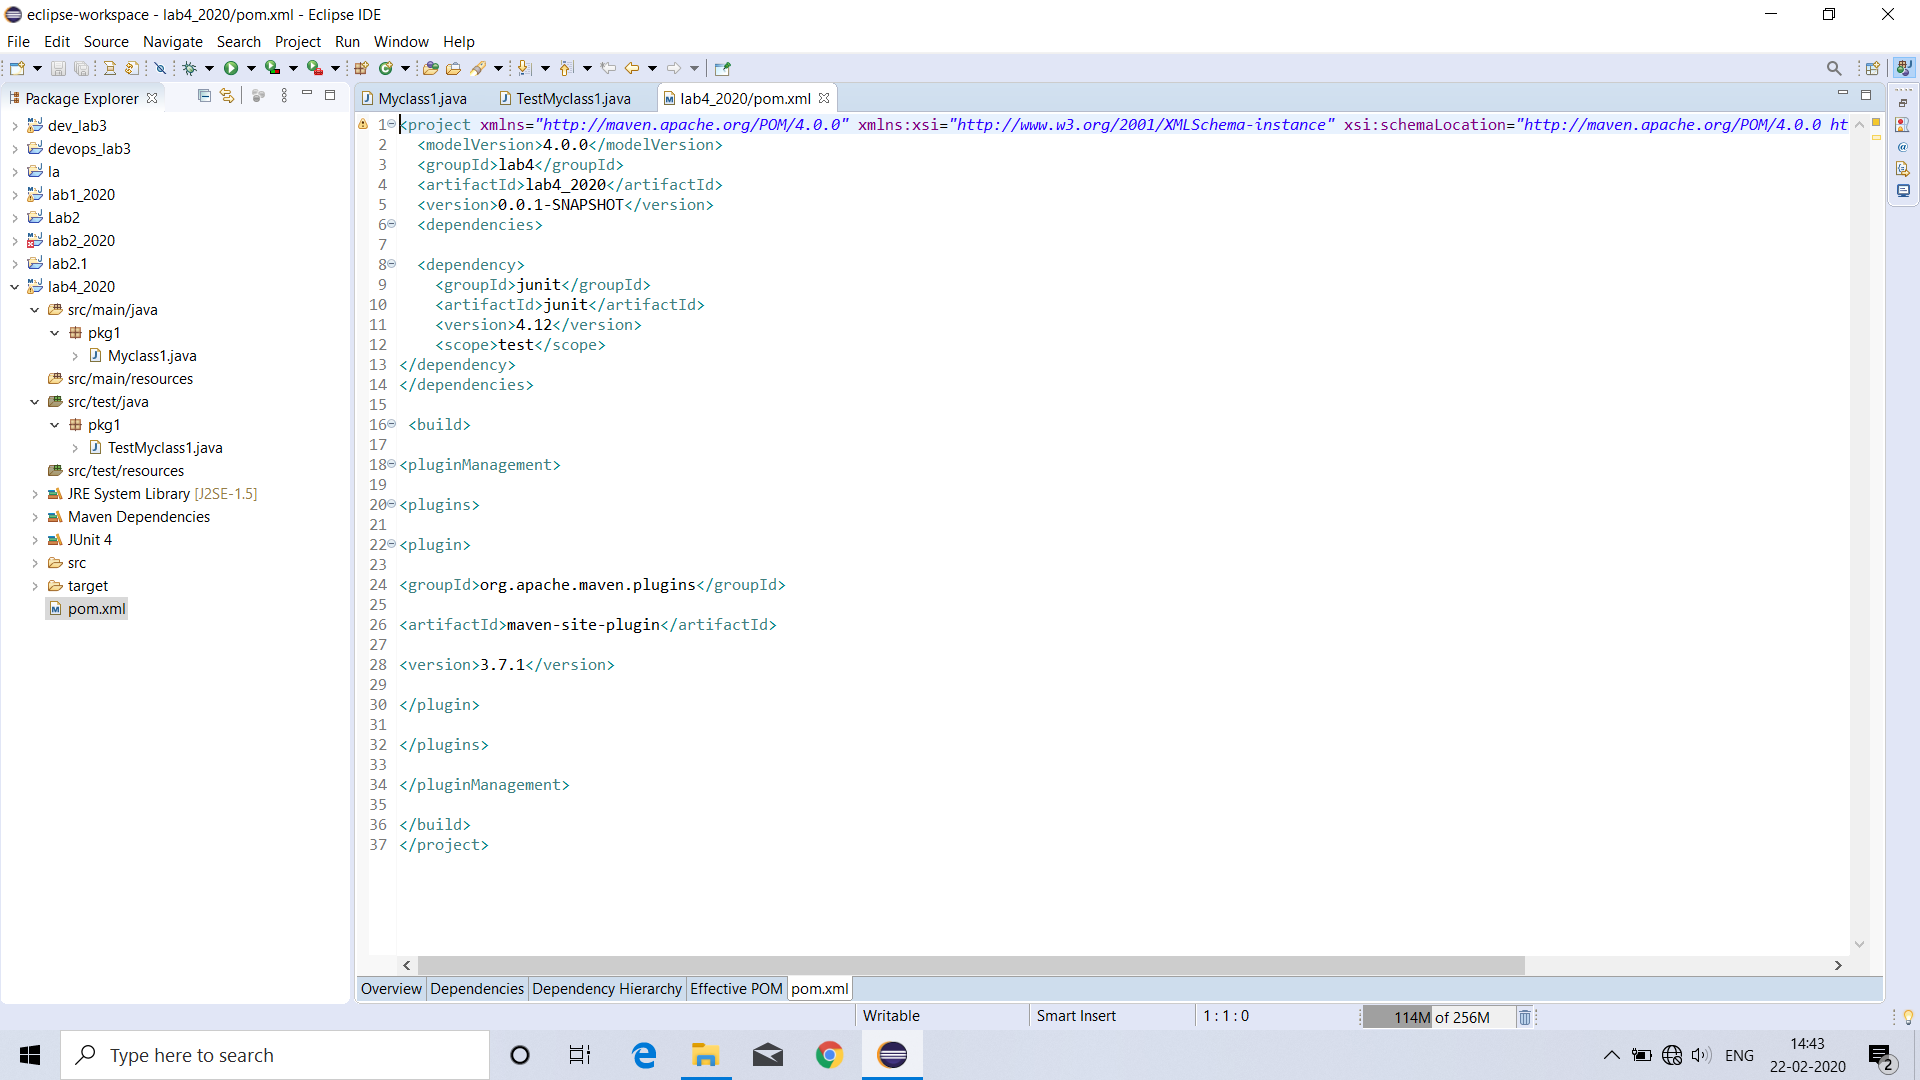 eclipse-workspace - lab4_2020/pom.xml - Eclipse IDE
File Edit Source Navigate Search Project Run Window Help
Package Explorer
Myclass1.java TestMyclass1.java lab4_2020/pom.xml
dev_lab3
devops_lab3
la
lab1_2020
Lab2
lab2_2020
lab2.1
lab4_2020
src/main/java
pkg1
Myclass1.java
src/main/resources
src/test/java
pkg1
TestMyclass1.java
src/test/resources
JRE System Library [J2SE-1.5]
Maven Dependencies
JUnit 4
src
target
pom.xml
1 <project xmlns="http://maven.apache.org/POM/4.0.0" xmlns:xsi="http://www.w3.org/2001/XMLSchema-instance" xsi:schemaLocation="http://maven.apache.org/POM/4.0.0 ht
2 <modelVersion>4.0.0</modelVersion>
3 <groupId>lab4</groupId>
4 <artifactId>lab4_2020</artifactId>
5 <version>0.0.1-SNAPSHOT</version>
6 <dependencies>
7
8 <dependency>
9 <groupId>junit</groupId>
10 <artifactId>junit</artifactId>
11 <version>4.12</version>
12 <scope>test</scope>
13 </dependency>
14 </dependencies>
15
16 <build>
17
18 <pluginManagement>
19
20 <plugins>
21
22 <plugin>
23
24 <groupId>org.apache.maven.plugins</groupId>
25
26 <artifactId>maven-site-plugin</artifactId>
27
28 <version>3.7.1</version>
29
30 </plugin>
31
32 </plugins>
33
34 </pluginManagement>
35
36 </build>
37 </project>
Overview Dependencies Dependency Hierarchy Effective POM pom.xml
Writable Smart Insert 1 : 1 : 0 114M of 256M
Type here to search
ENG
14:43
22-02-2020
2